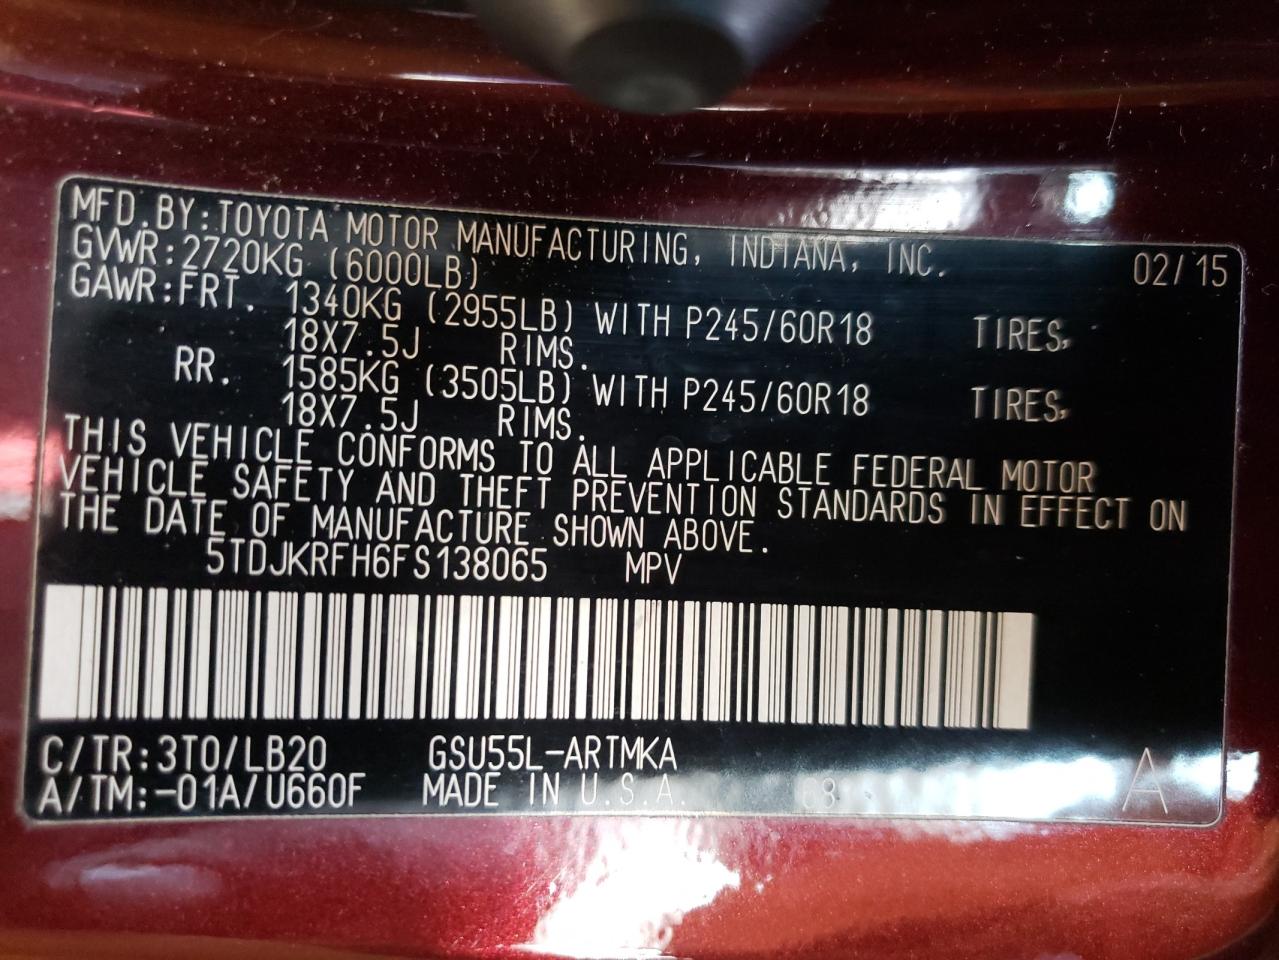 MFD.BY:TOYOTA MOTOR MANUFACTURING, INDIANA, INC. 02/15
GVWR:2720KG (6000LB)
GAWR:FRT. 1340KG (2955LB) WITH P245/60R18 TIRES,
18X7.5J RIMS.
RR. 1585KG (3505LB) WITH P245/60R18 TIRES,
18X7.5J RIMS.
THIS VEHICLE CONFORMS TO ALL APPLICABLE FEDERAL MOTOR
VEHICLE SAFETY AND THEFT PREVENTION STANDARDS IN EFFECT ON
THE DATE OF MANUFACTURE SHOWN ABOVE.
5TDJKRFH6FS138065 MPV
C/TR:3T0/LB20 GSU55L-ARTMKA
A/TM:-01A/U660F MADE IN U.S.A. A